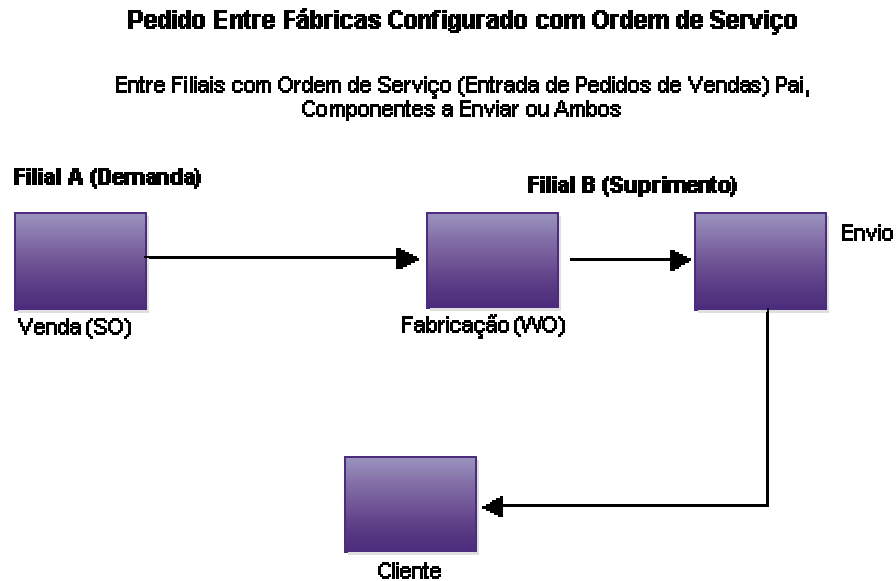 Pedido Entre Fábricas Configurado com Ordem de Serviço
Entre Filiais com Ordem de Serviço (Entrada de Pedidos de Vendas) Pai,
Componentes a Enviar ou Ambos
Filial A (Demanda)
Filial B (Suprimento)
Envio
Venda (SO)
Fabricação (WO)
Cliente